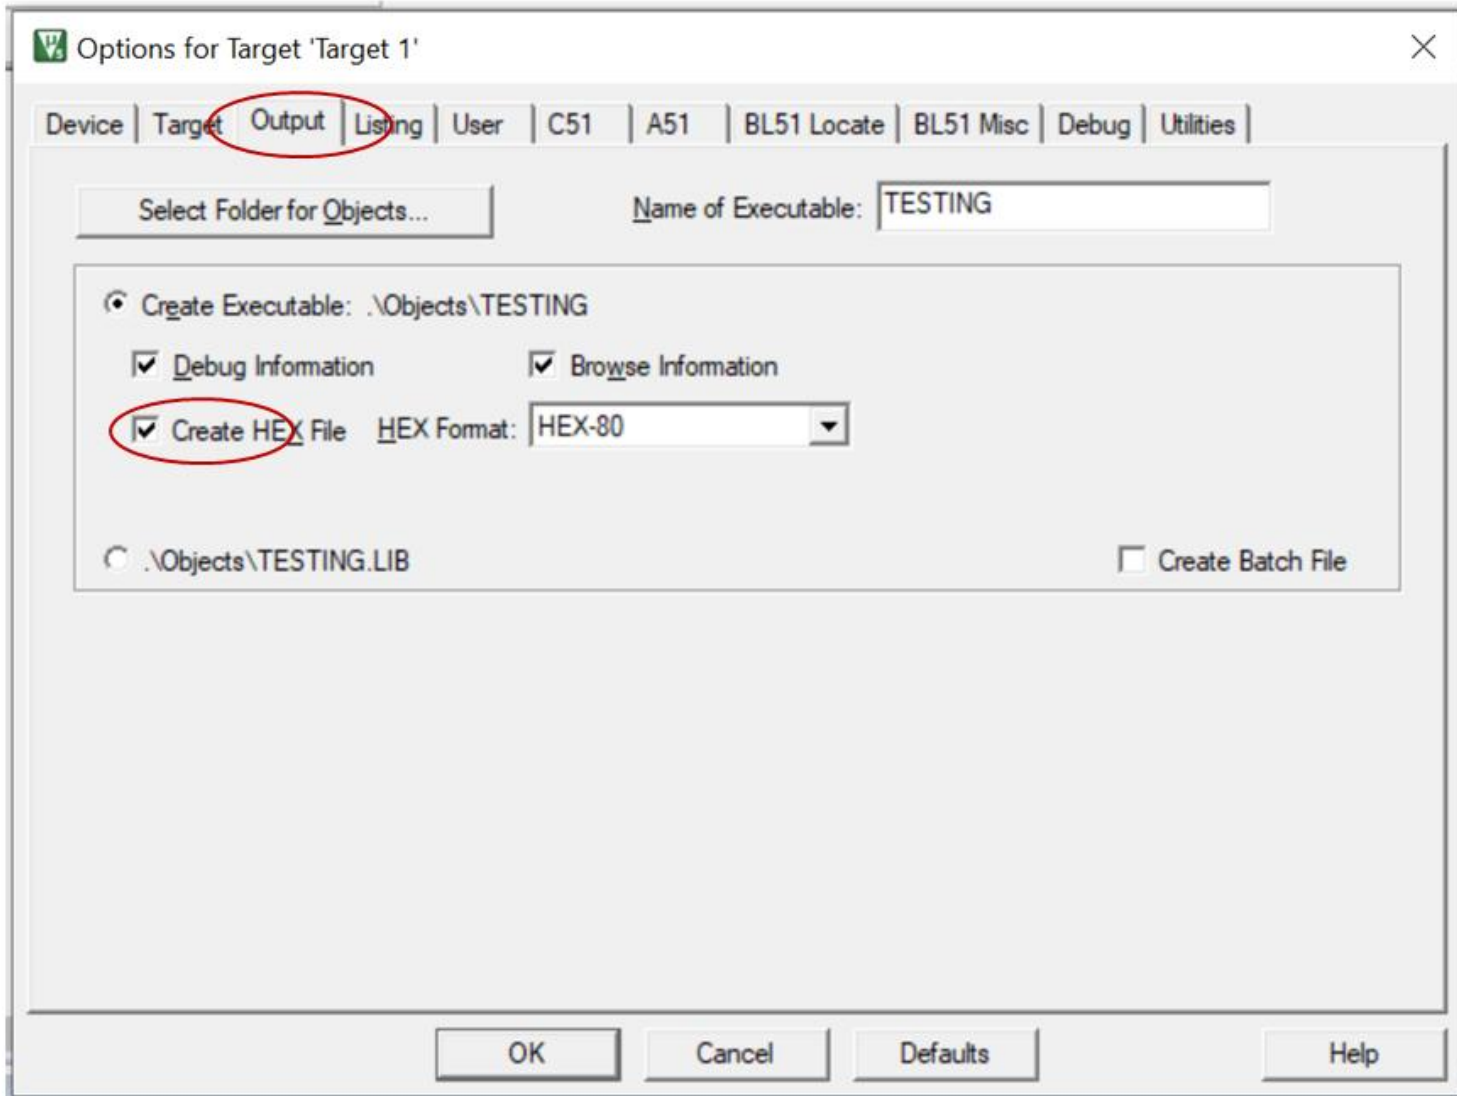 Options for Target 'Target 1'
Device Target Output Listing User C51 A51 BL51 Locate BL51 Misc Debug Utilities
Select Folder for Objects... Name of Executable: TESTING
Create Executable: .\Objects\TESTING
Debug Information Browse Information
Create HEX File HEX Format: HEX-80
.\Objects\TESTING.LIB Create Batch File
OK Cancel Defaults Help